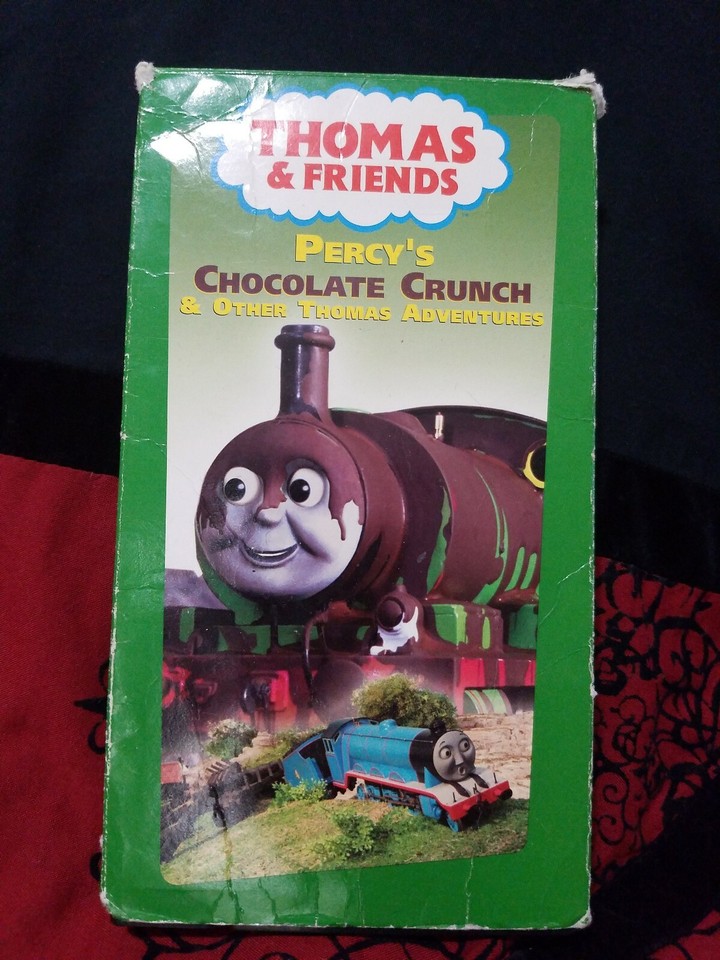 THOMAS
& FRIENDS
PERCY'S
CHOCOLATE CRUNCH
& OTHER THOMAS ADVENTURES